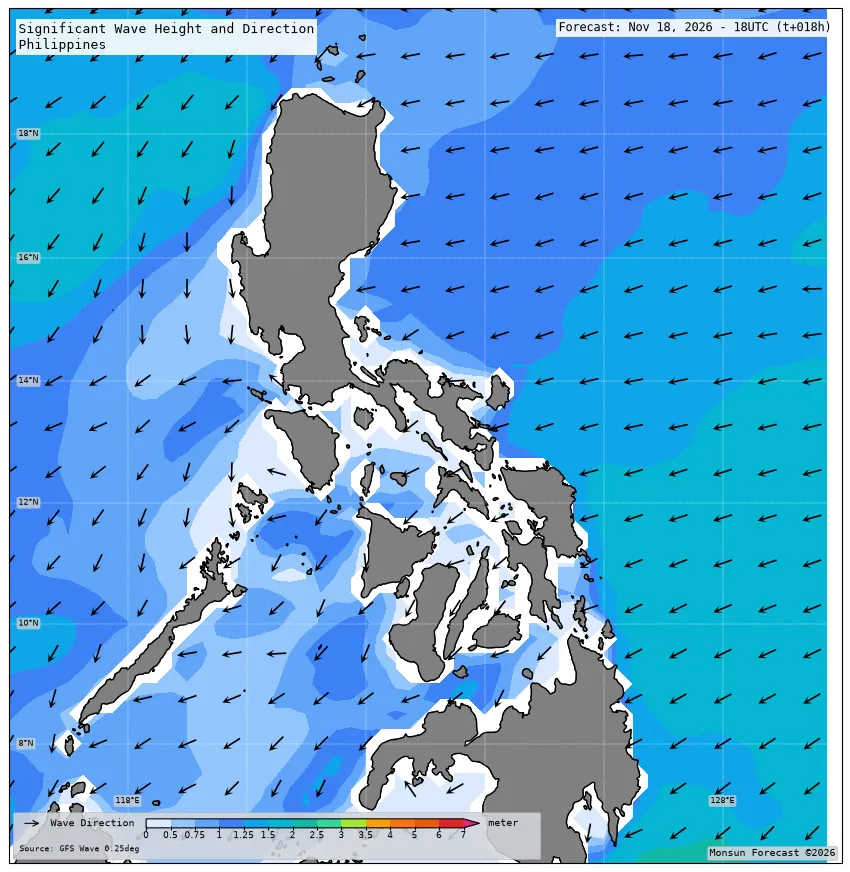 Significant Wave Height and Direction
Philippines
Forecast: Nov 18, 2026 - 18UTC (t+018h)
18°N
16°N
14°N
12°N
10°N
8°N
118°E
128°E
Wave Direction
0 0.5 0.75 1 1.25 1.5 2 2.5 3 3.5 4 5 6 7
meter
Source: GFS Wave 0.25deg
Monsun Forecast ©2026